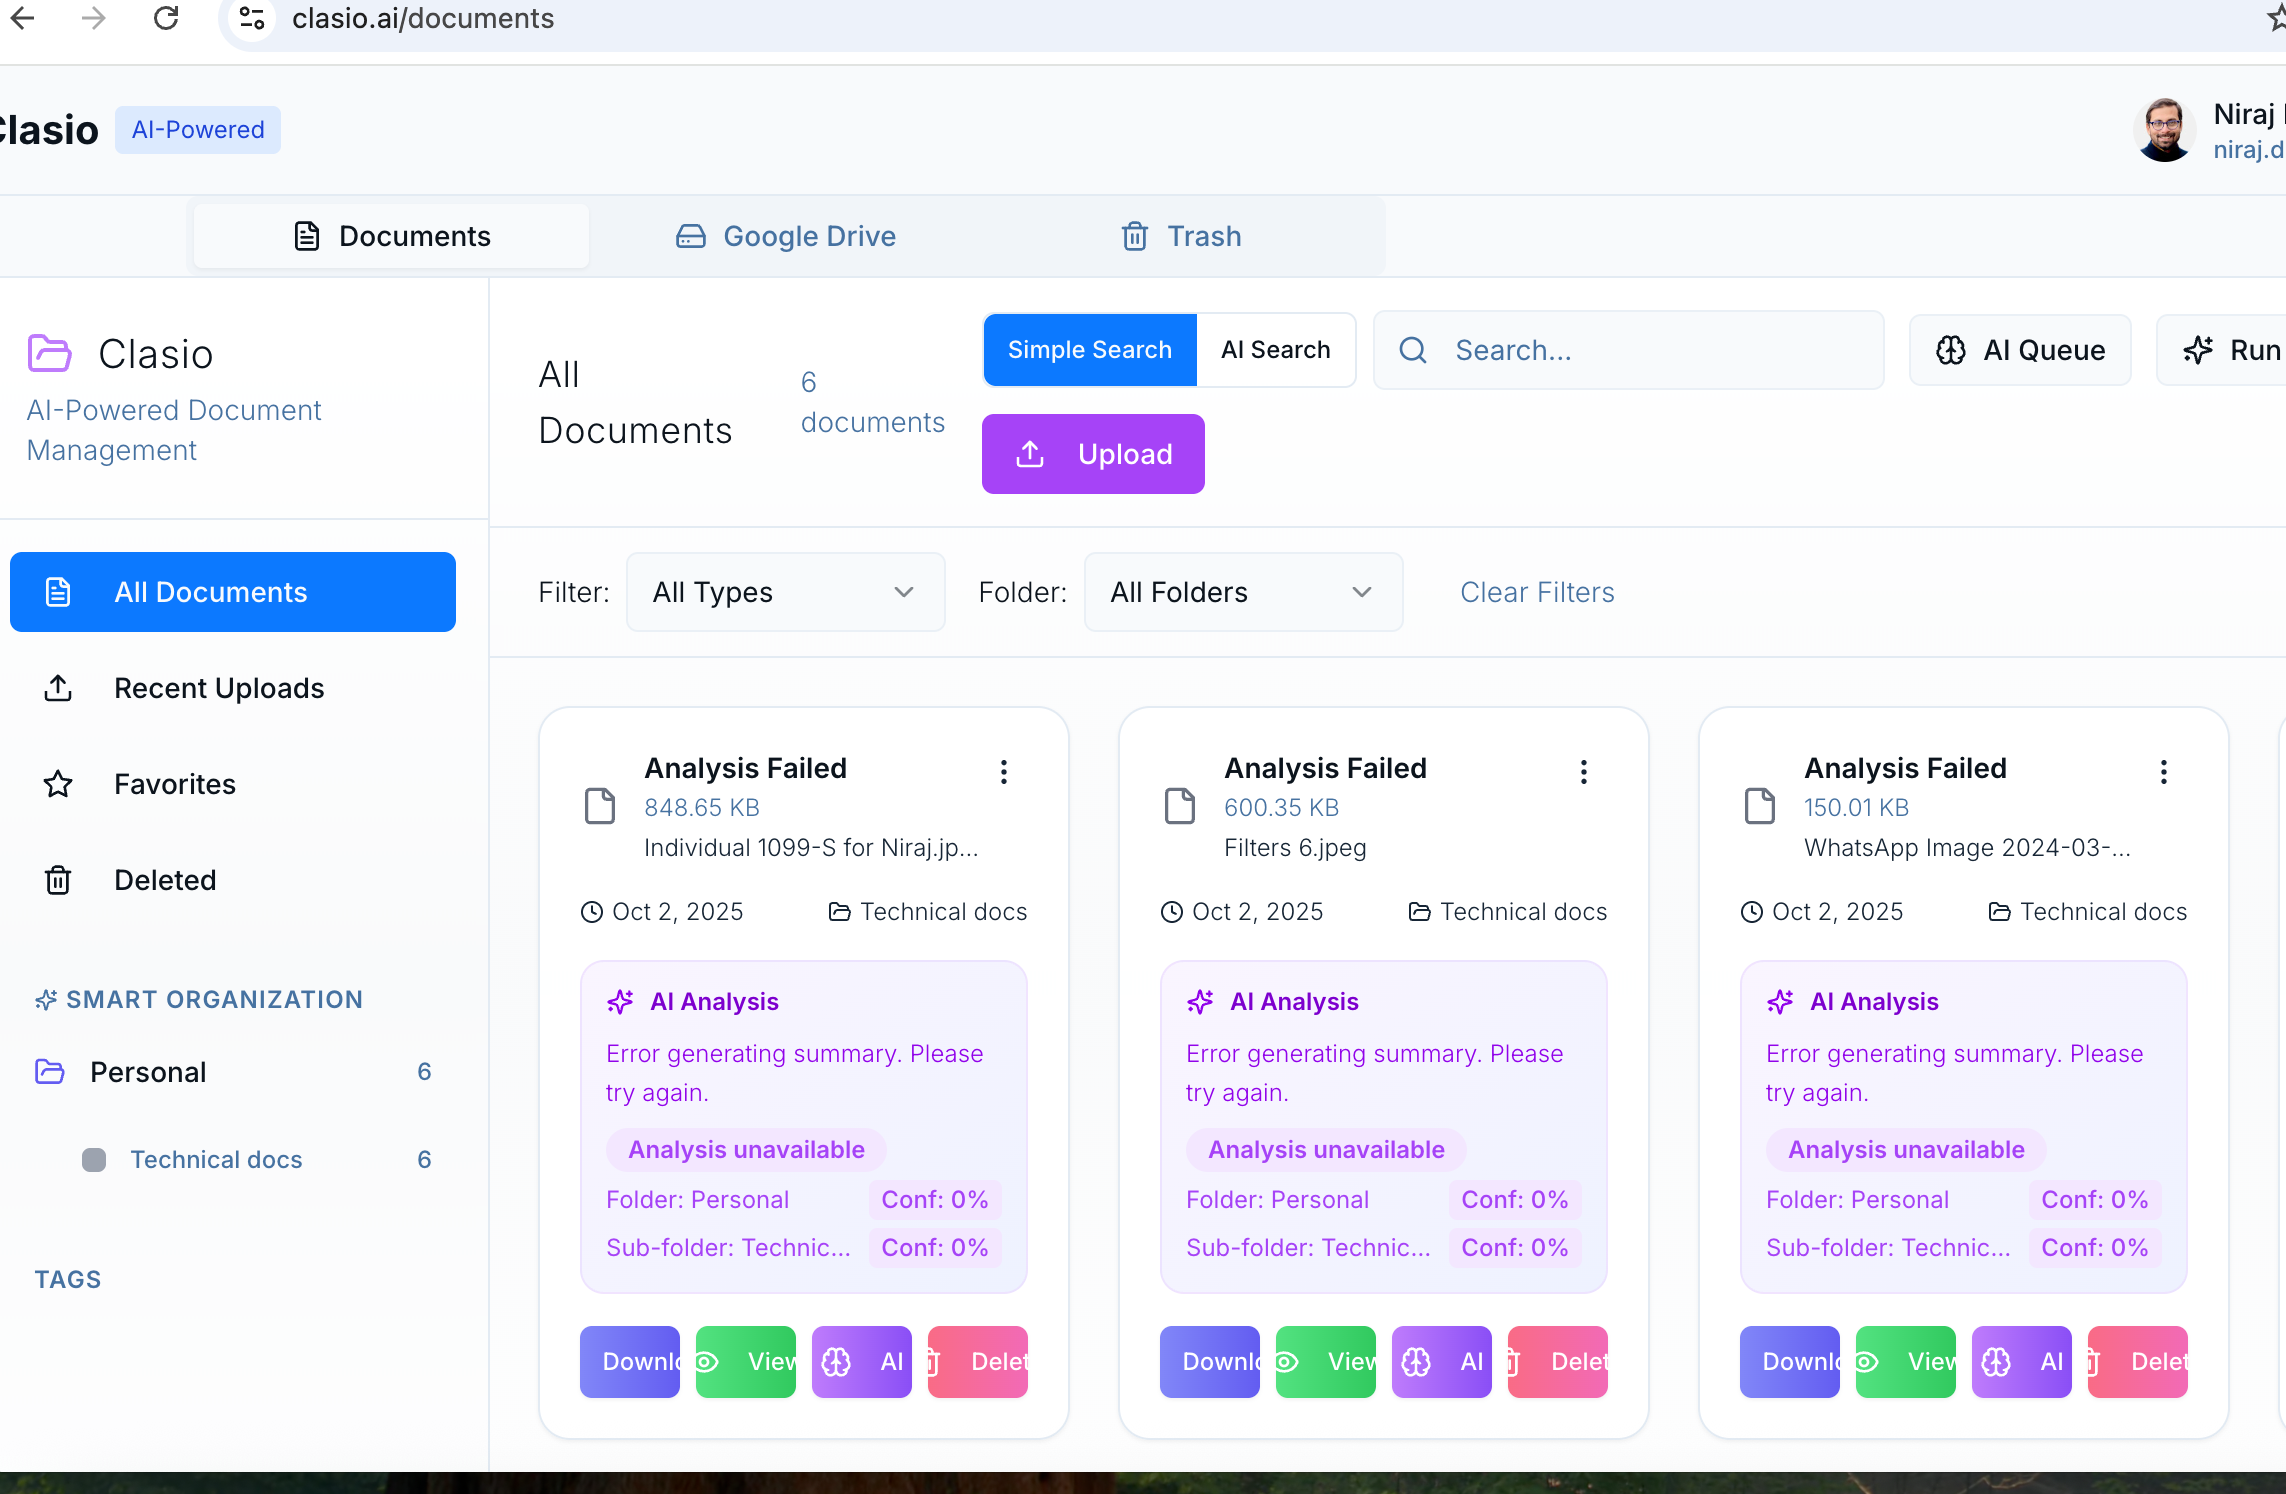 clasio.ai/documents
Clasio AI-Powered
Niraj
niraj.d
Documents Google Drive Trash
Clasio
AI-Powered Document
Management
All
Documents
6
documents
Simple Search AI Search Search... AI Queue Run
Upload
Filter: All Types Folder: All Folders Clear Filters
All Documents
Recent Uploads
Favorites
Deleted
SMART ORGANIZATION
Personal 6
Technical docs 6
TAGS
Analysis Failed
848.65 KB
Individual 1099-S for Niraj.jp...
Oct 2, 2025 Technical docs
AI Analysis
Error generating summary. Please
try again.
Analysis unavailable
Folder: Personal Conf: 0%
Sub-folder: Technic... Conf: 0%
Downlo View AI Delet
Analysis Failed
600.35 KB
Filters 6.jpeg
Oct 2, 2025 Technical docs
AI Analysis
Error generating summary. Please
try again.
Analysis unavailable
Folder: Personal Conf: 0%
Sub-folder: Technic... Conf: 0%
Downlo View AI Delet
Analysis Failed
150.01 KB
WhatsApp Image 2024-03-...
Oct 2, 2025 Technical docs
AI Analysis
Error generating summary. Please
try again.
Analysis unavailable
Folder: Personal Conf: 0%
Sub-folder: Technic... Conf: 0%
Downlo View AI Delet